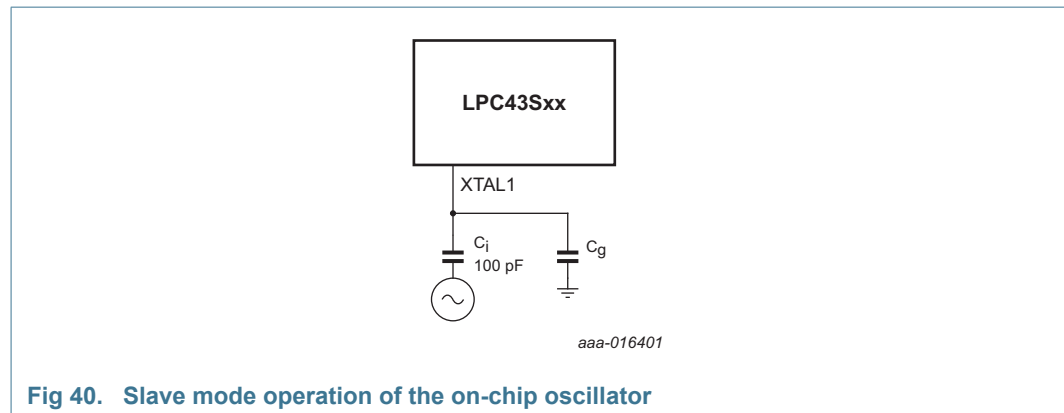 LPC43Sxx
XTAL1
Ci
100 pF
Cg
aaa-016401
Fig 40. Slave mode operation of the on-chip oscillator